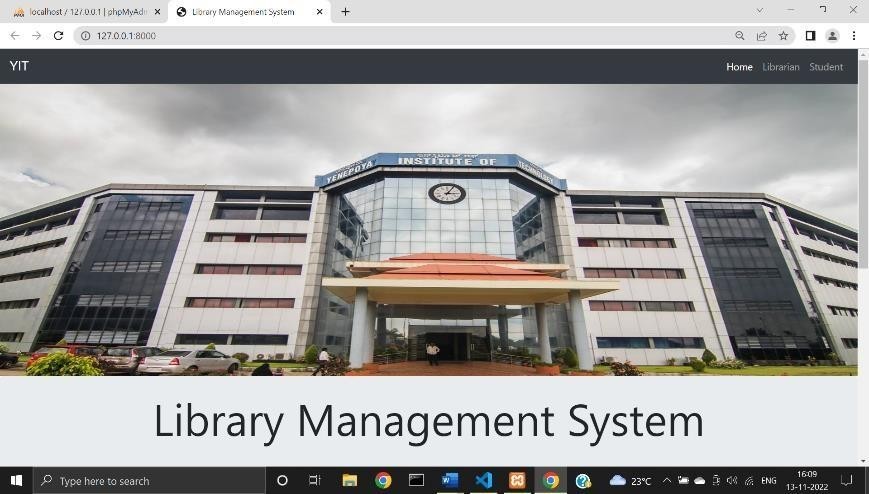 localhost / 127.0.0.1 | phpMyAdm
Library Management System
127.0.0.1:8000
YIT
Home Librarian Student
YENEPOYA INSTITUTE OF TECHNOLOGY
Library Management System
Type here to search
23°C
ENG
16:09
13-11-2022